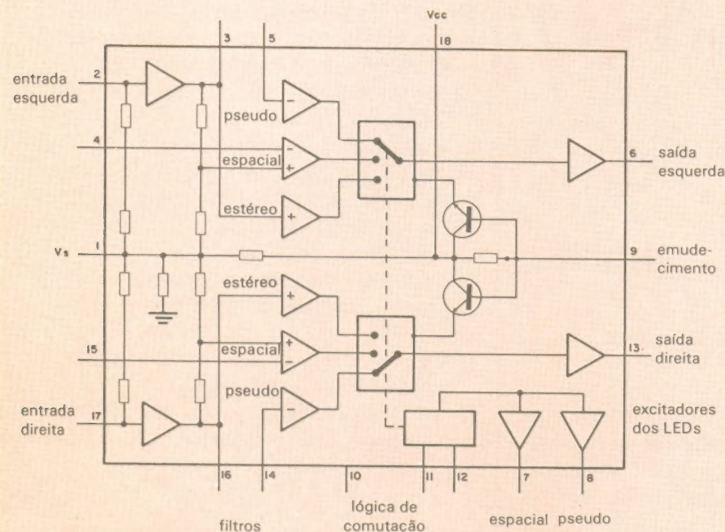 Vcc
3
5
18
entrada
esquerda
2
pseudo
4
espacial
6
saída
esquerda
estéreo
Vs
1
9
emude-
cimento
estéreo
espacial
13
saída
direita
15
pseudo
entrada
direita
17
excitadores
dos LEDs
16
14
10
11
12
7
8
filtros
lógica de
comutação
espacial
pseudo